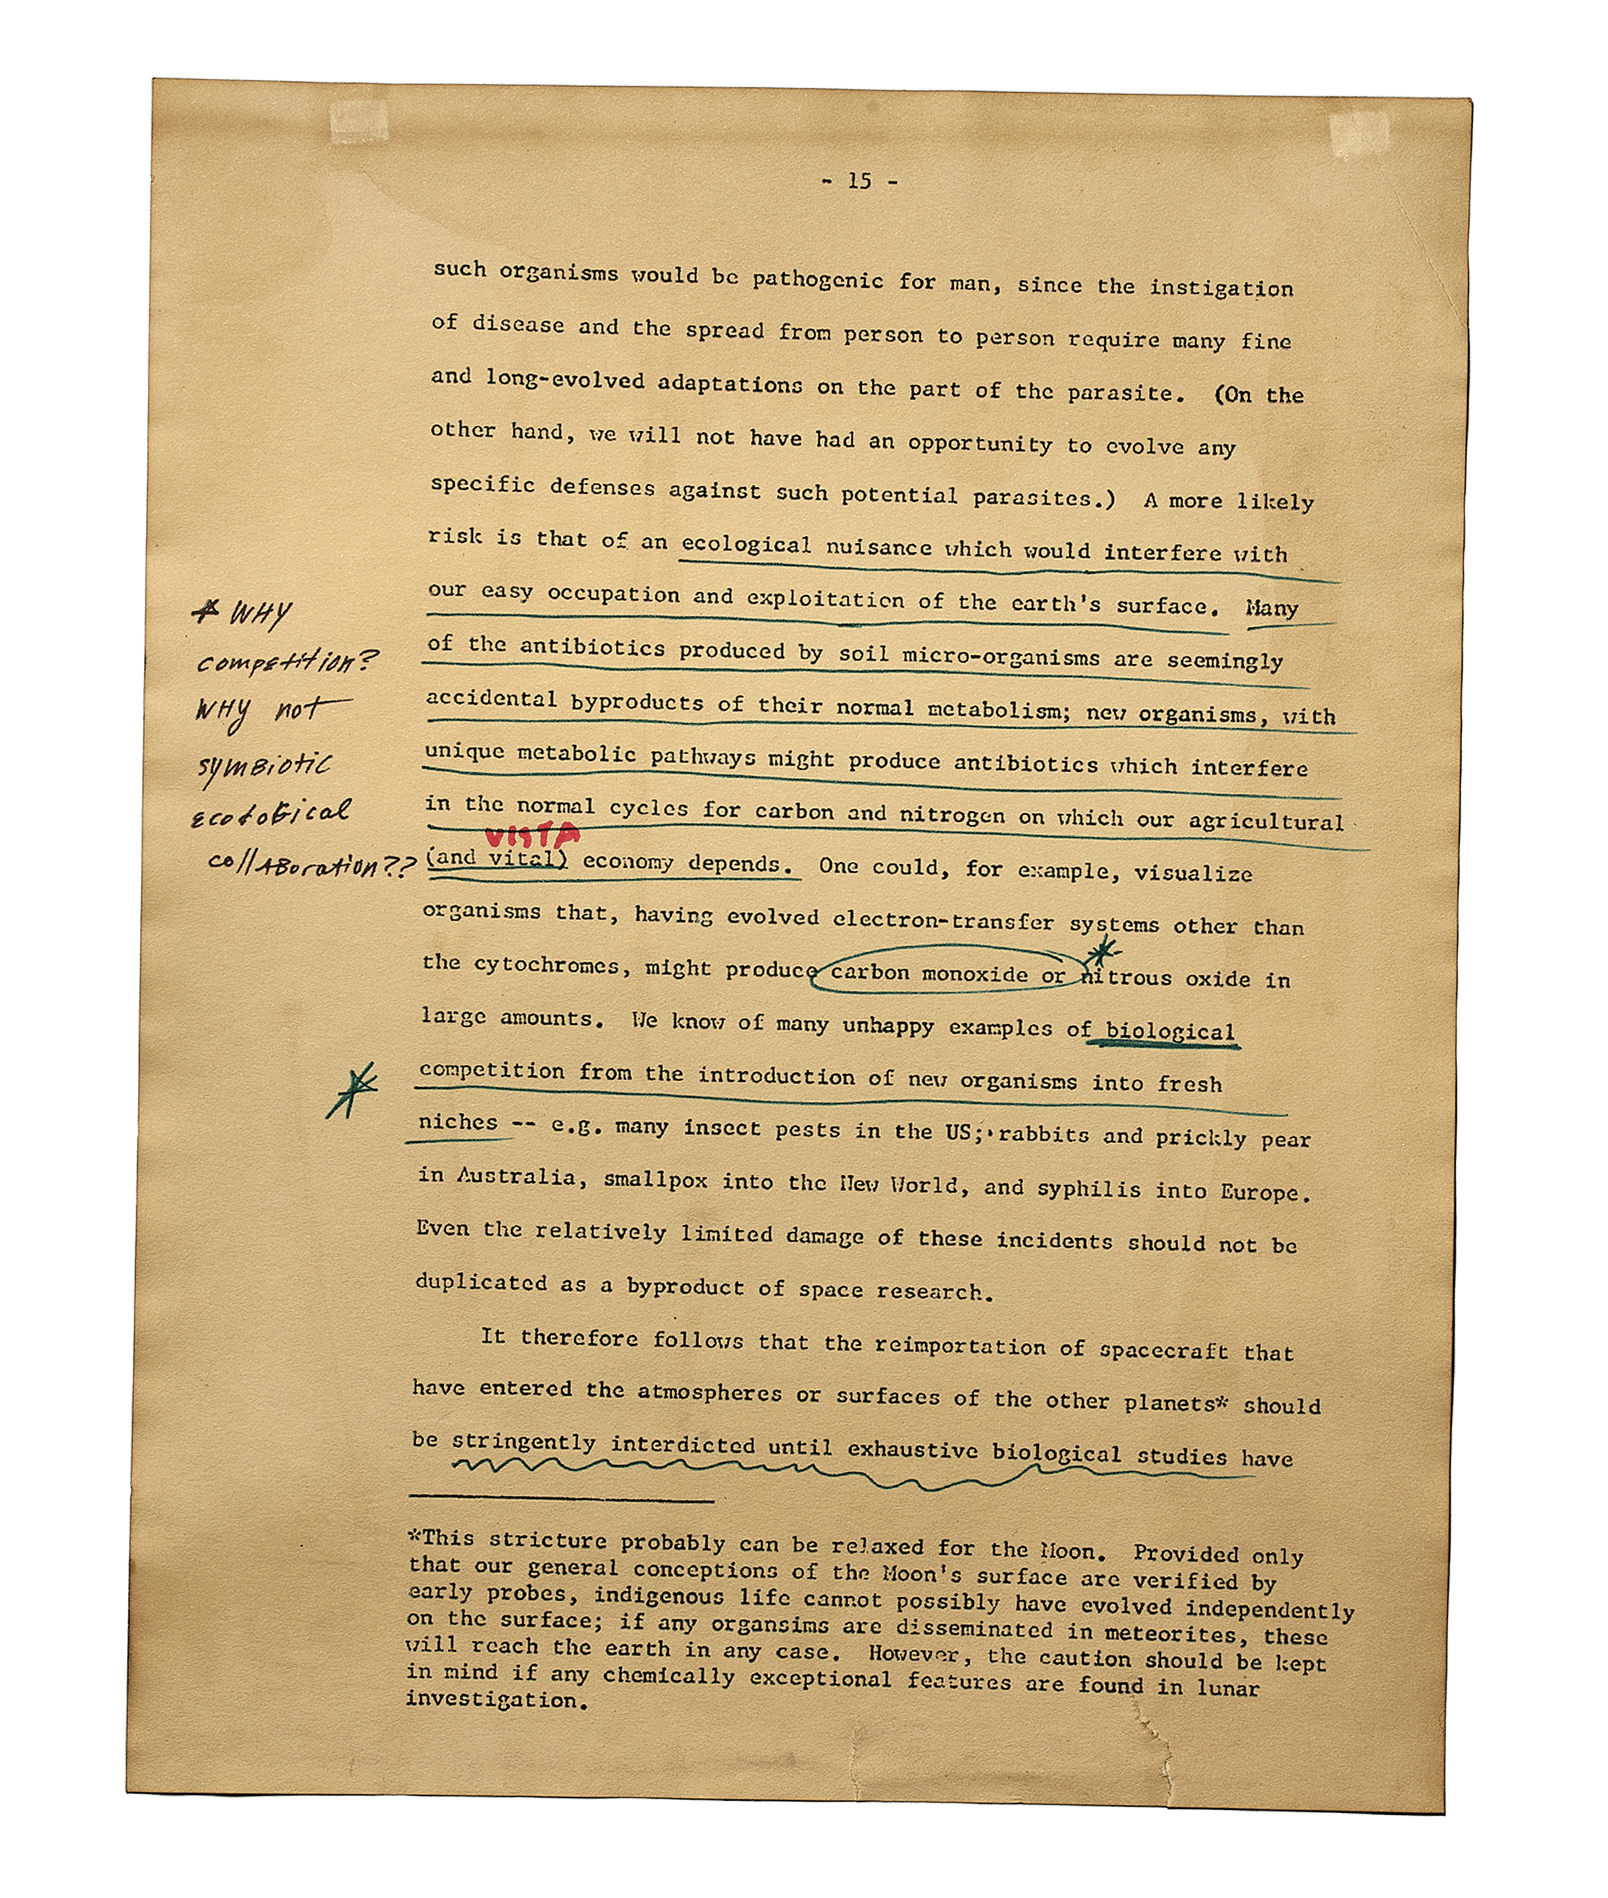 - 15 -
such organisms would be pathogenic for man, since the instigation
of disease and the spread from person to person require many fine
and long-evolved adaptations on the part of the parasite. (On the
other hand, we will not have had an opportunity to evolve any
specific defenses against such potential parasites.) A more likely
risk is that of an ecological nuisance which would interfere with
our easy occupation and exploitation of the earth's surface. Many
of the antibiotics produced by soil micro-organisms are seemingly
accidental byproducts of their normal metabolism; new organisms, with
unique metabolic pathways might produce antibiotics which interfere
in the normal cycles for carbon and nitrogen on which our agricultural
VISTA
(and vital) economy depends. One could, for example, visualize
organisms that, having evolved electron-transfer systems other than
the cytochromes, might produce carbon monoxide or nitrous oxide in
large amounts. We know of many unhappy examples of biological
competition from the introduction of new organisms into fresh
niches -- e.g. many insect pests in the US; rabbits and prickly pear
in Australia, smallpox into the New World, and syphilis into Europe.
Even the relatively limited damage of these incidents should not be
duplicated as a byproduct of space research.
It therefore follows that the reimportation of spacecraft that
have entered the atmospheres or surfaces of the other planets* should
be stringently interdicted until exhaustive biological studies have
*This stricture probably can be relaxed for the Moon. Provided only
that our general conceptions of the Moon's surface are verified by
early probes, indigenous life cannot possibly have evolved independently
on the surface; if any organsims are disseminated in meteorites, these
will reach the earth in any case. However, the caution should be kept
in mind if any chemically exceptional features are found in lunar
investigation.
* WHY
competition?
WHY not
symBiotic
Ecological
collABoration??